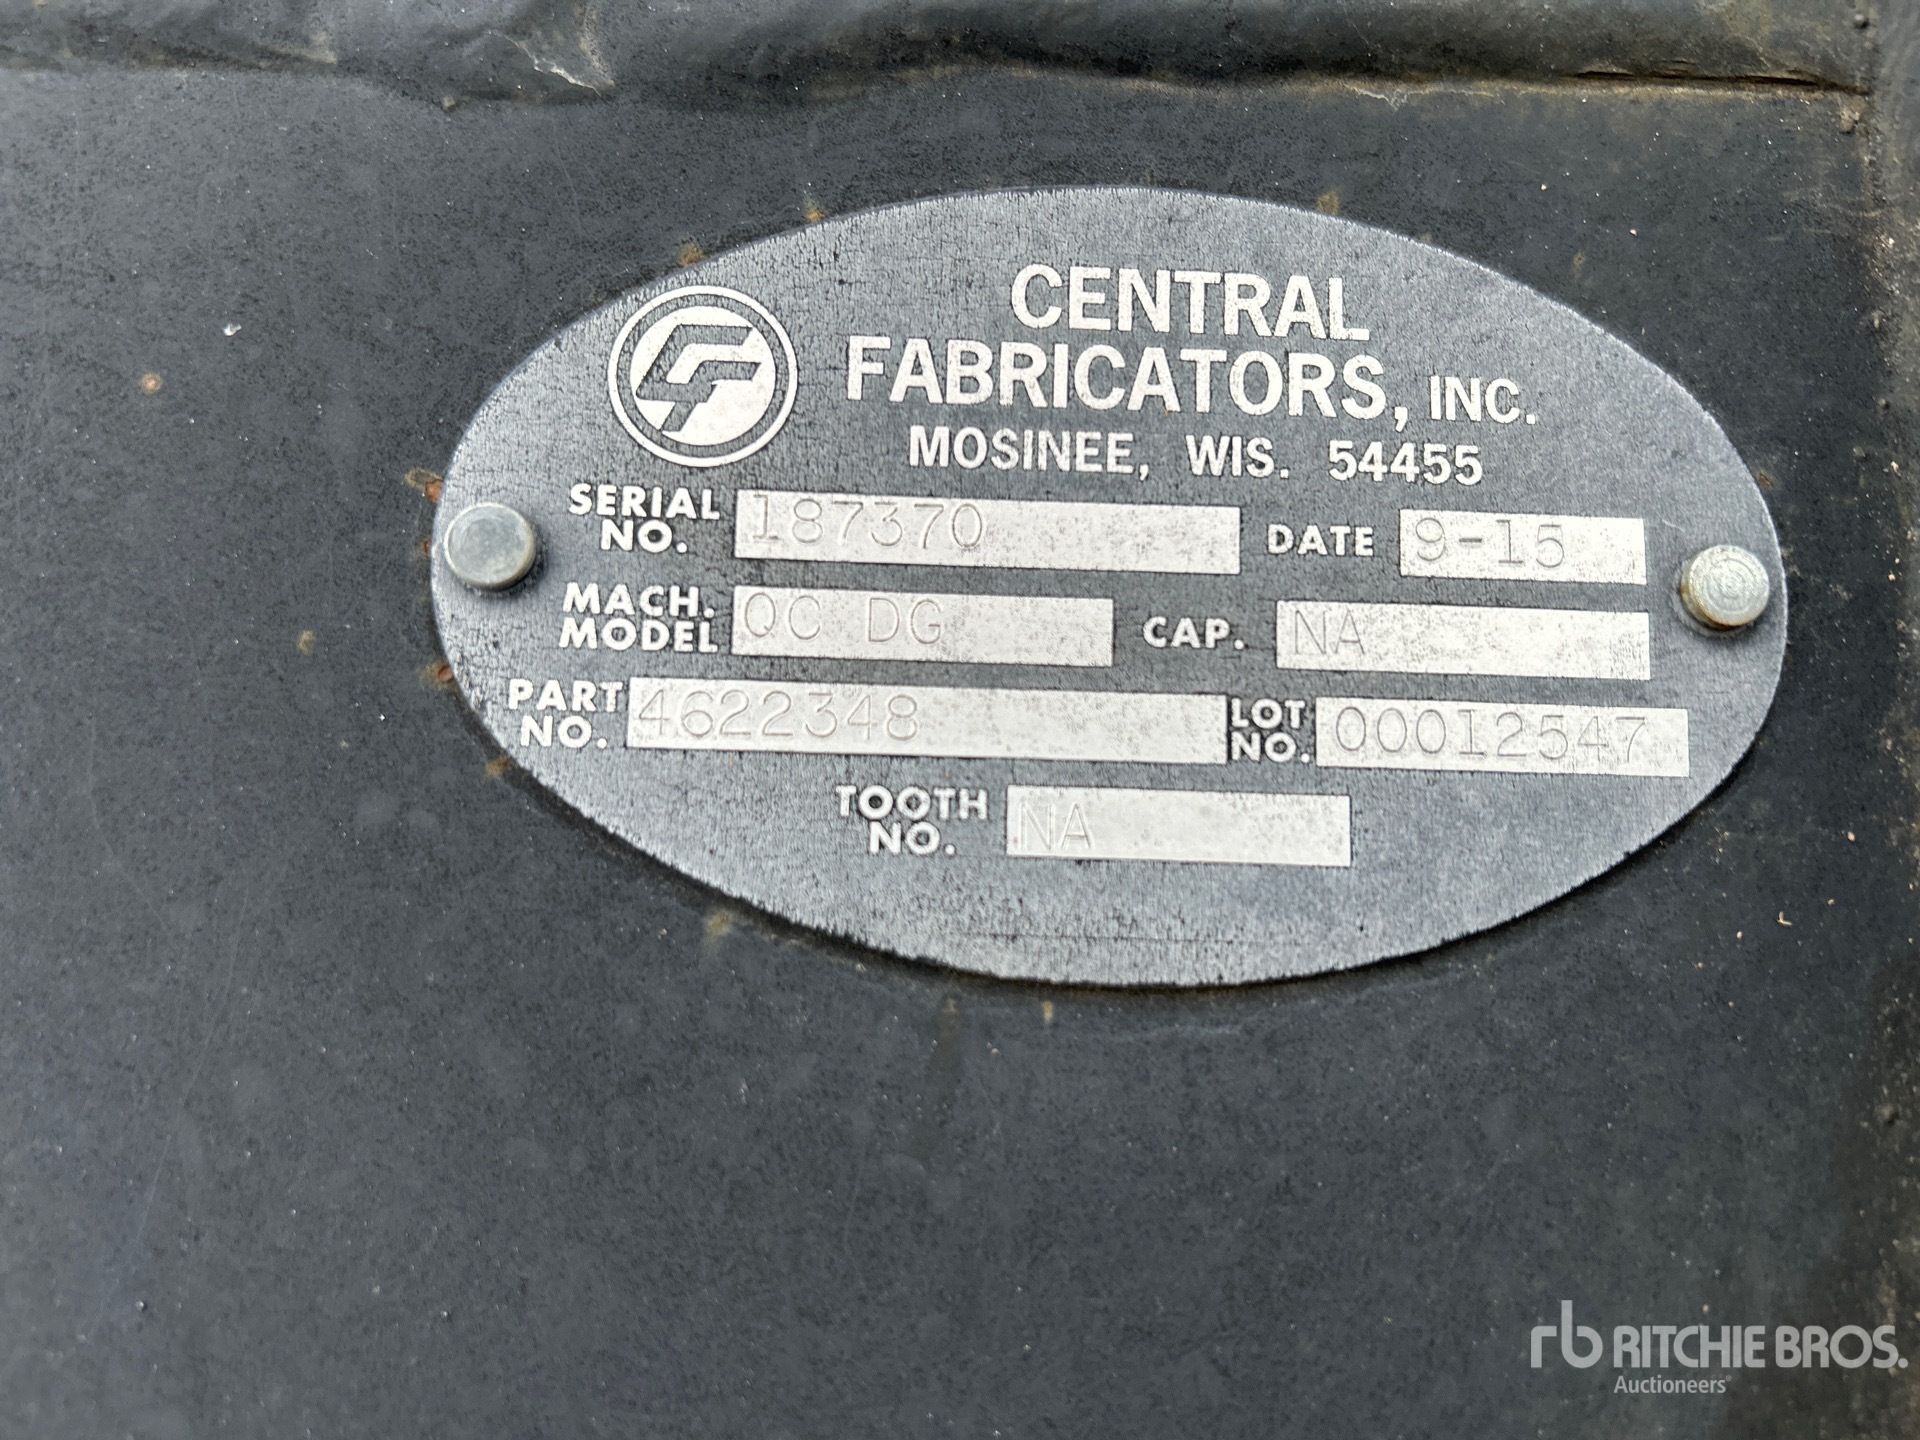 CENTRAL
FABRICATORS, INC.
MOSINEE, WIS. 54455
SERIAL NO. 187370 DATE 9-15
MACH. MODEL QC DG CAP. NA
PART NO. 4622348 LOT NO. 00012547
TOOTH NO. NA
rb RITCHIE BROS.
Auctioneers